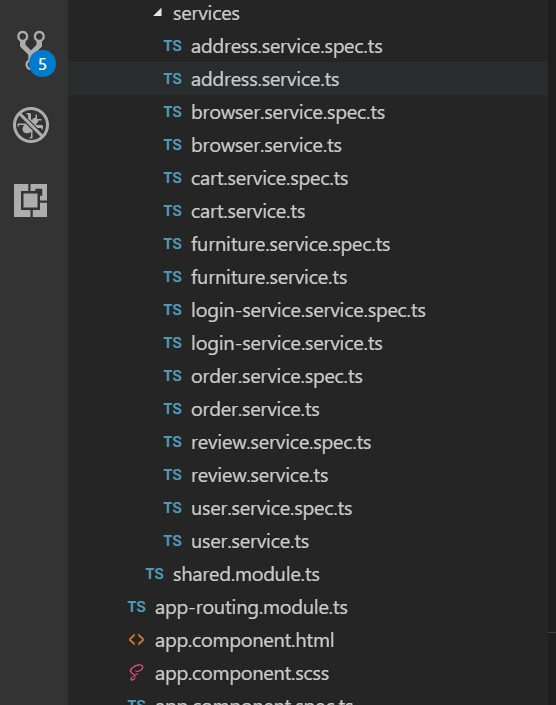 services
TS address.service.spec.ts
TS address.service.ts
5
TS browser.service.spec.ts
TS browser.service.ts
TS cart.service.spec.ts
TS cart.service.ts
TS furniture.service.spec.ts
TS furniture.service.ts
TS login-service.service.spec.ts
TS login-service.service.ts
TS order.service.spec.ts
TS order.service.ts
TS review.service.spec.ts
TS review.service.ts
TS user.service.spec.ts
TS user.service.ts
TS shared.module.ts
TS app-routing.module.ts
<> app.component.html
app.component.scss
TS app.component.spec.ts